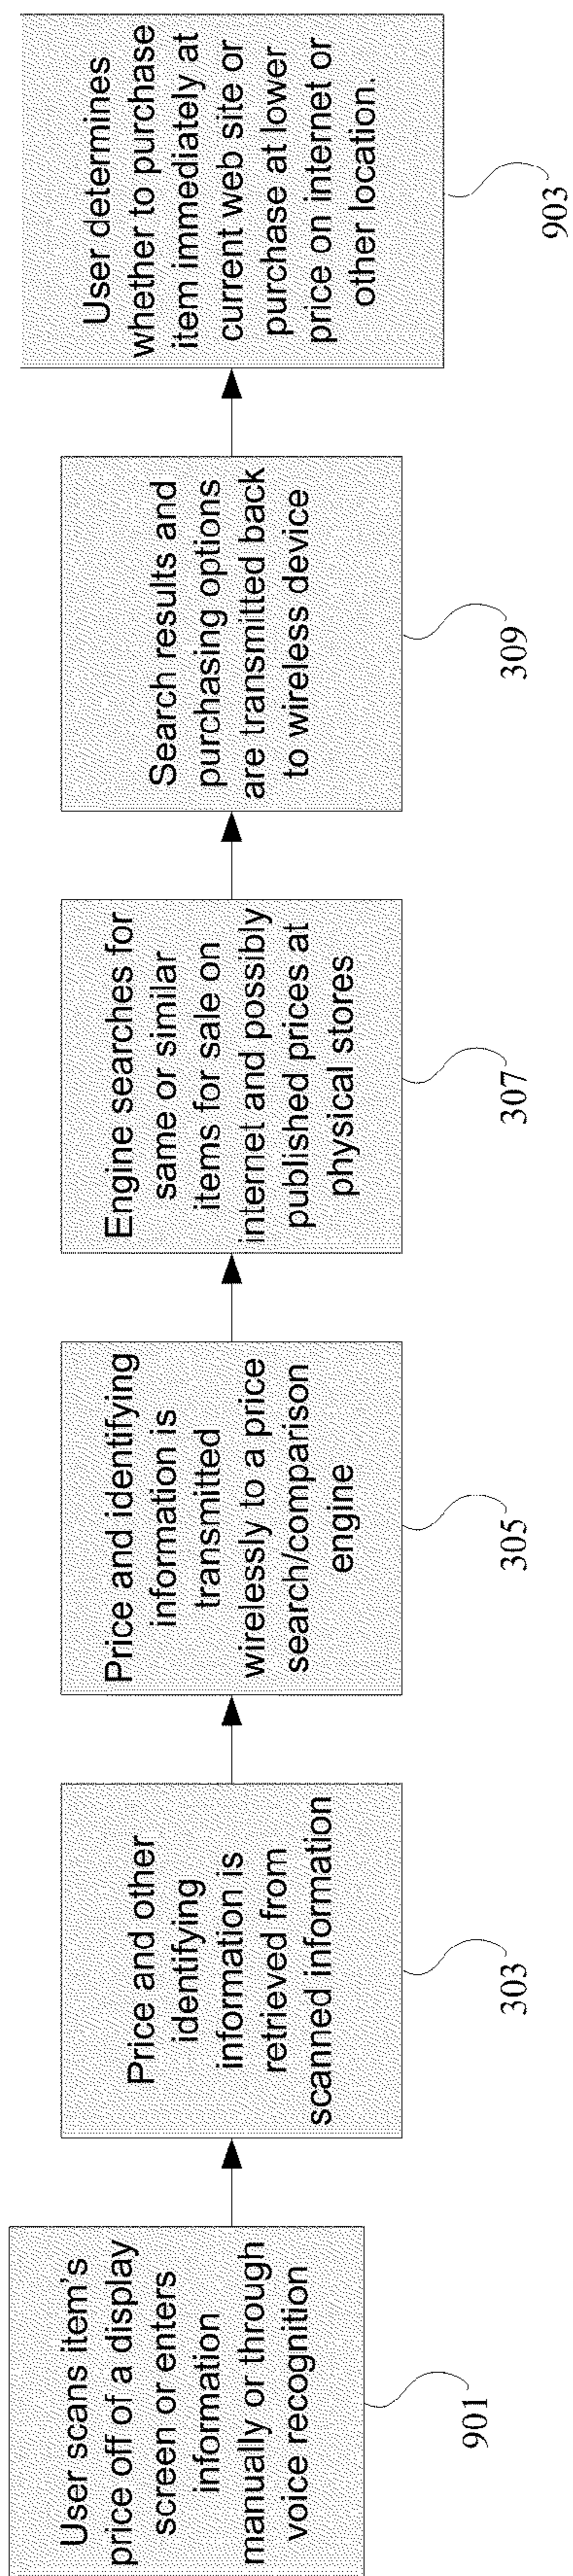 User scans item's
price off of a display
screen or enters
information
manually or through
voice recognition
901
Price and other
identifying
information is
retrieved from
scanned information
303
Price and identifying
information is
transmitted
wirelessly to a price
search/comparison
engine
305
Engine searches for
same or similar
items for sale on
internet and possibly
published prices at
physical stores
307
Search results and
purchasing options
are transmitted back
to wireless device
309
User determines
whether to purchase
item immediately at
current web site or
purchase at lower
price on internet or
other location.
903